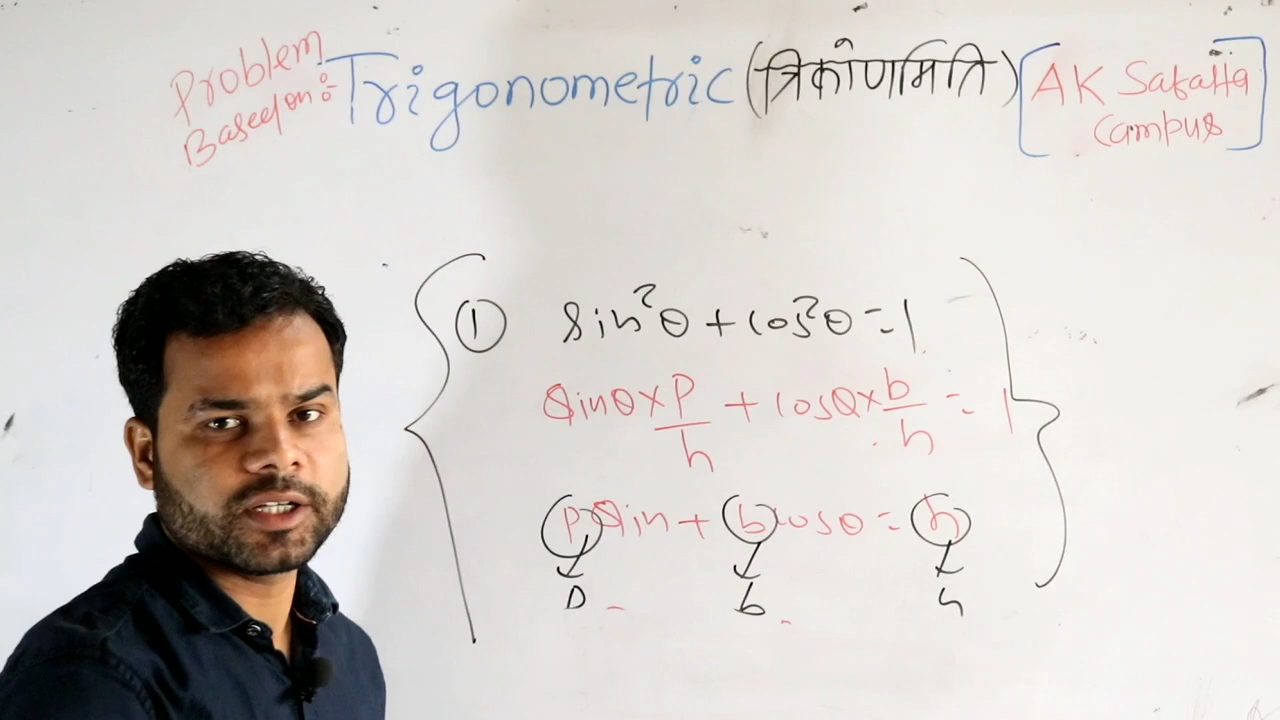 Problem
Based on :- Trigonometric (त्रिकोणमिति) [AK Safalta
Campus]
① sin²θ + cos²θ = 1
sinθ × p/h + cosθ × b/h = 1
p sin + b cosθ = h
p b h